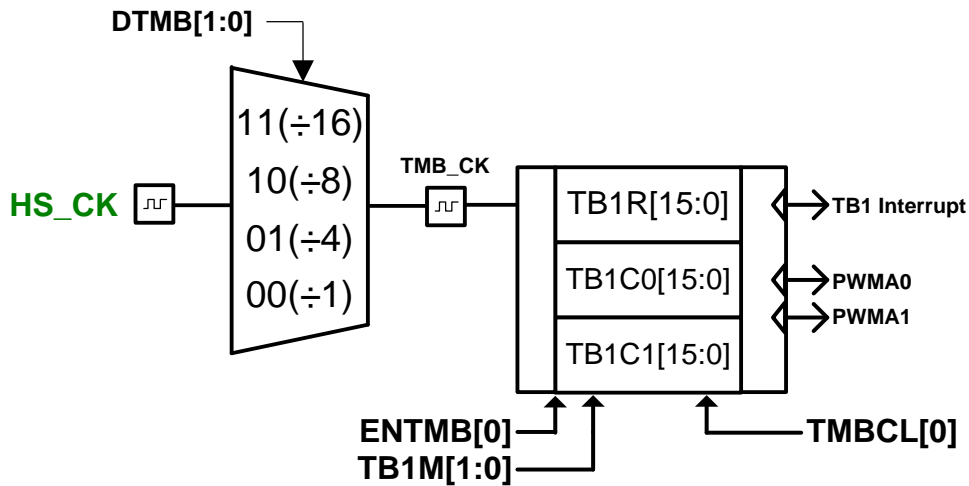 DTMB[1:0]
11(÷16)
10(÷8)
01(÷4)
00(÷1)
HS_CK
TMB_CK
TB1R[15:0]
TB1C0[15:0]
TB1C1[15:0]
TB1 Interrupt
PWMA0
PWMA1
ENTMB[0]
TMBCL[0]
TB1M[1:0]